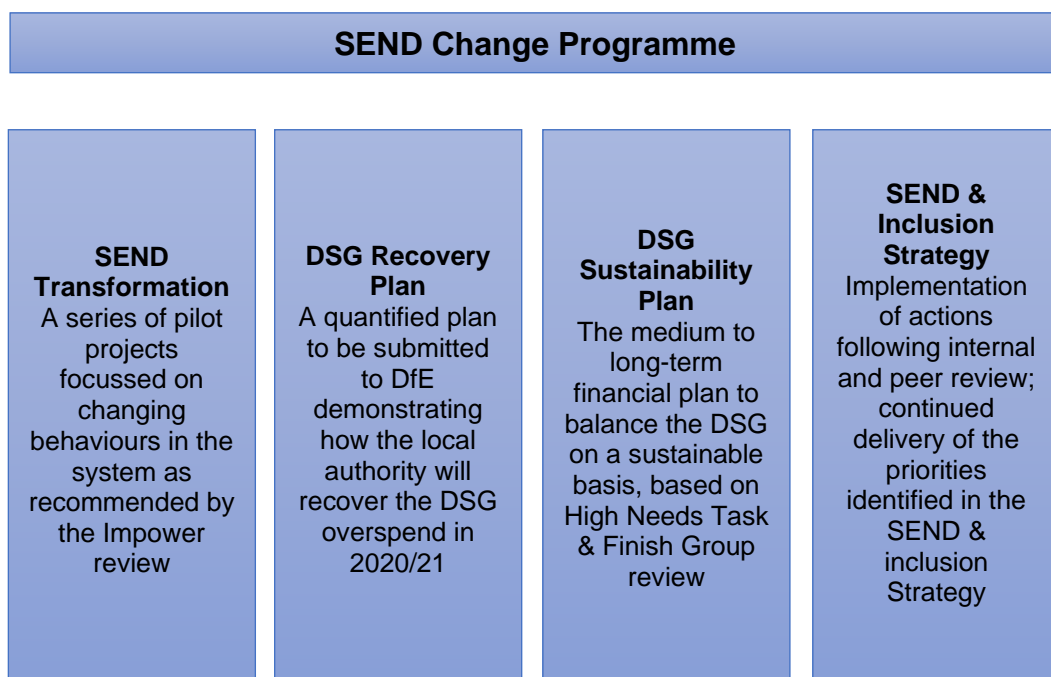 SEND Change Programme
SEND
Transformation
A series of pilot
projects
focussed on
changing
behaviours in the
system as
recommended by
the Impower
review
DSG Recovery
Plan
A quantified plan
to be submitted
to DfE
demonstrating
how the local
authority will
recover the DSG
overspend in
2020/21
DSG
Sustainability
Plan
The medium to
long-term
financial plan to
balance the DSG
on a sustainable
basis, based on
High Needs Task
& Finish Group
review
SEND &
Inclusion
Strategy
Implementation
of actions
following internal
and peer review;
continued
delivery of the
priorities
identified in the
SEND &
inclusion
Strategy